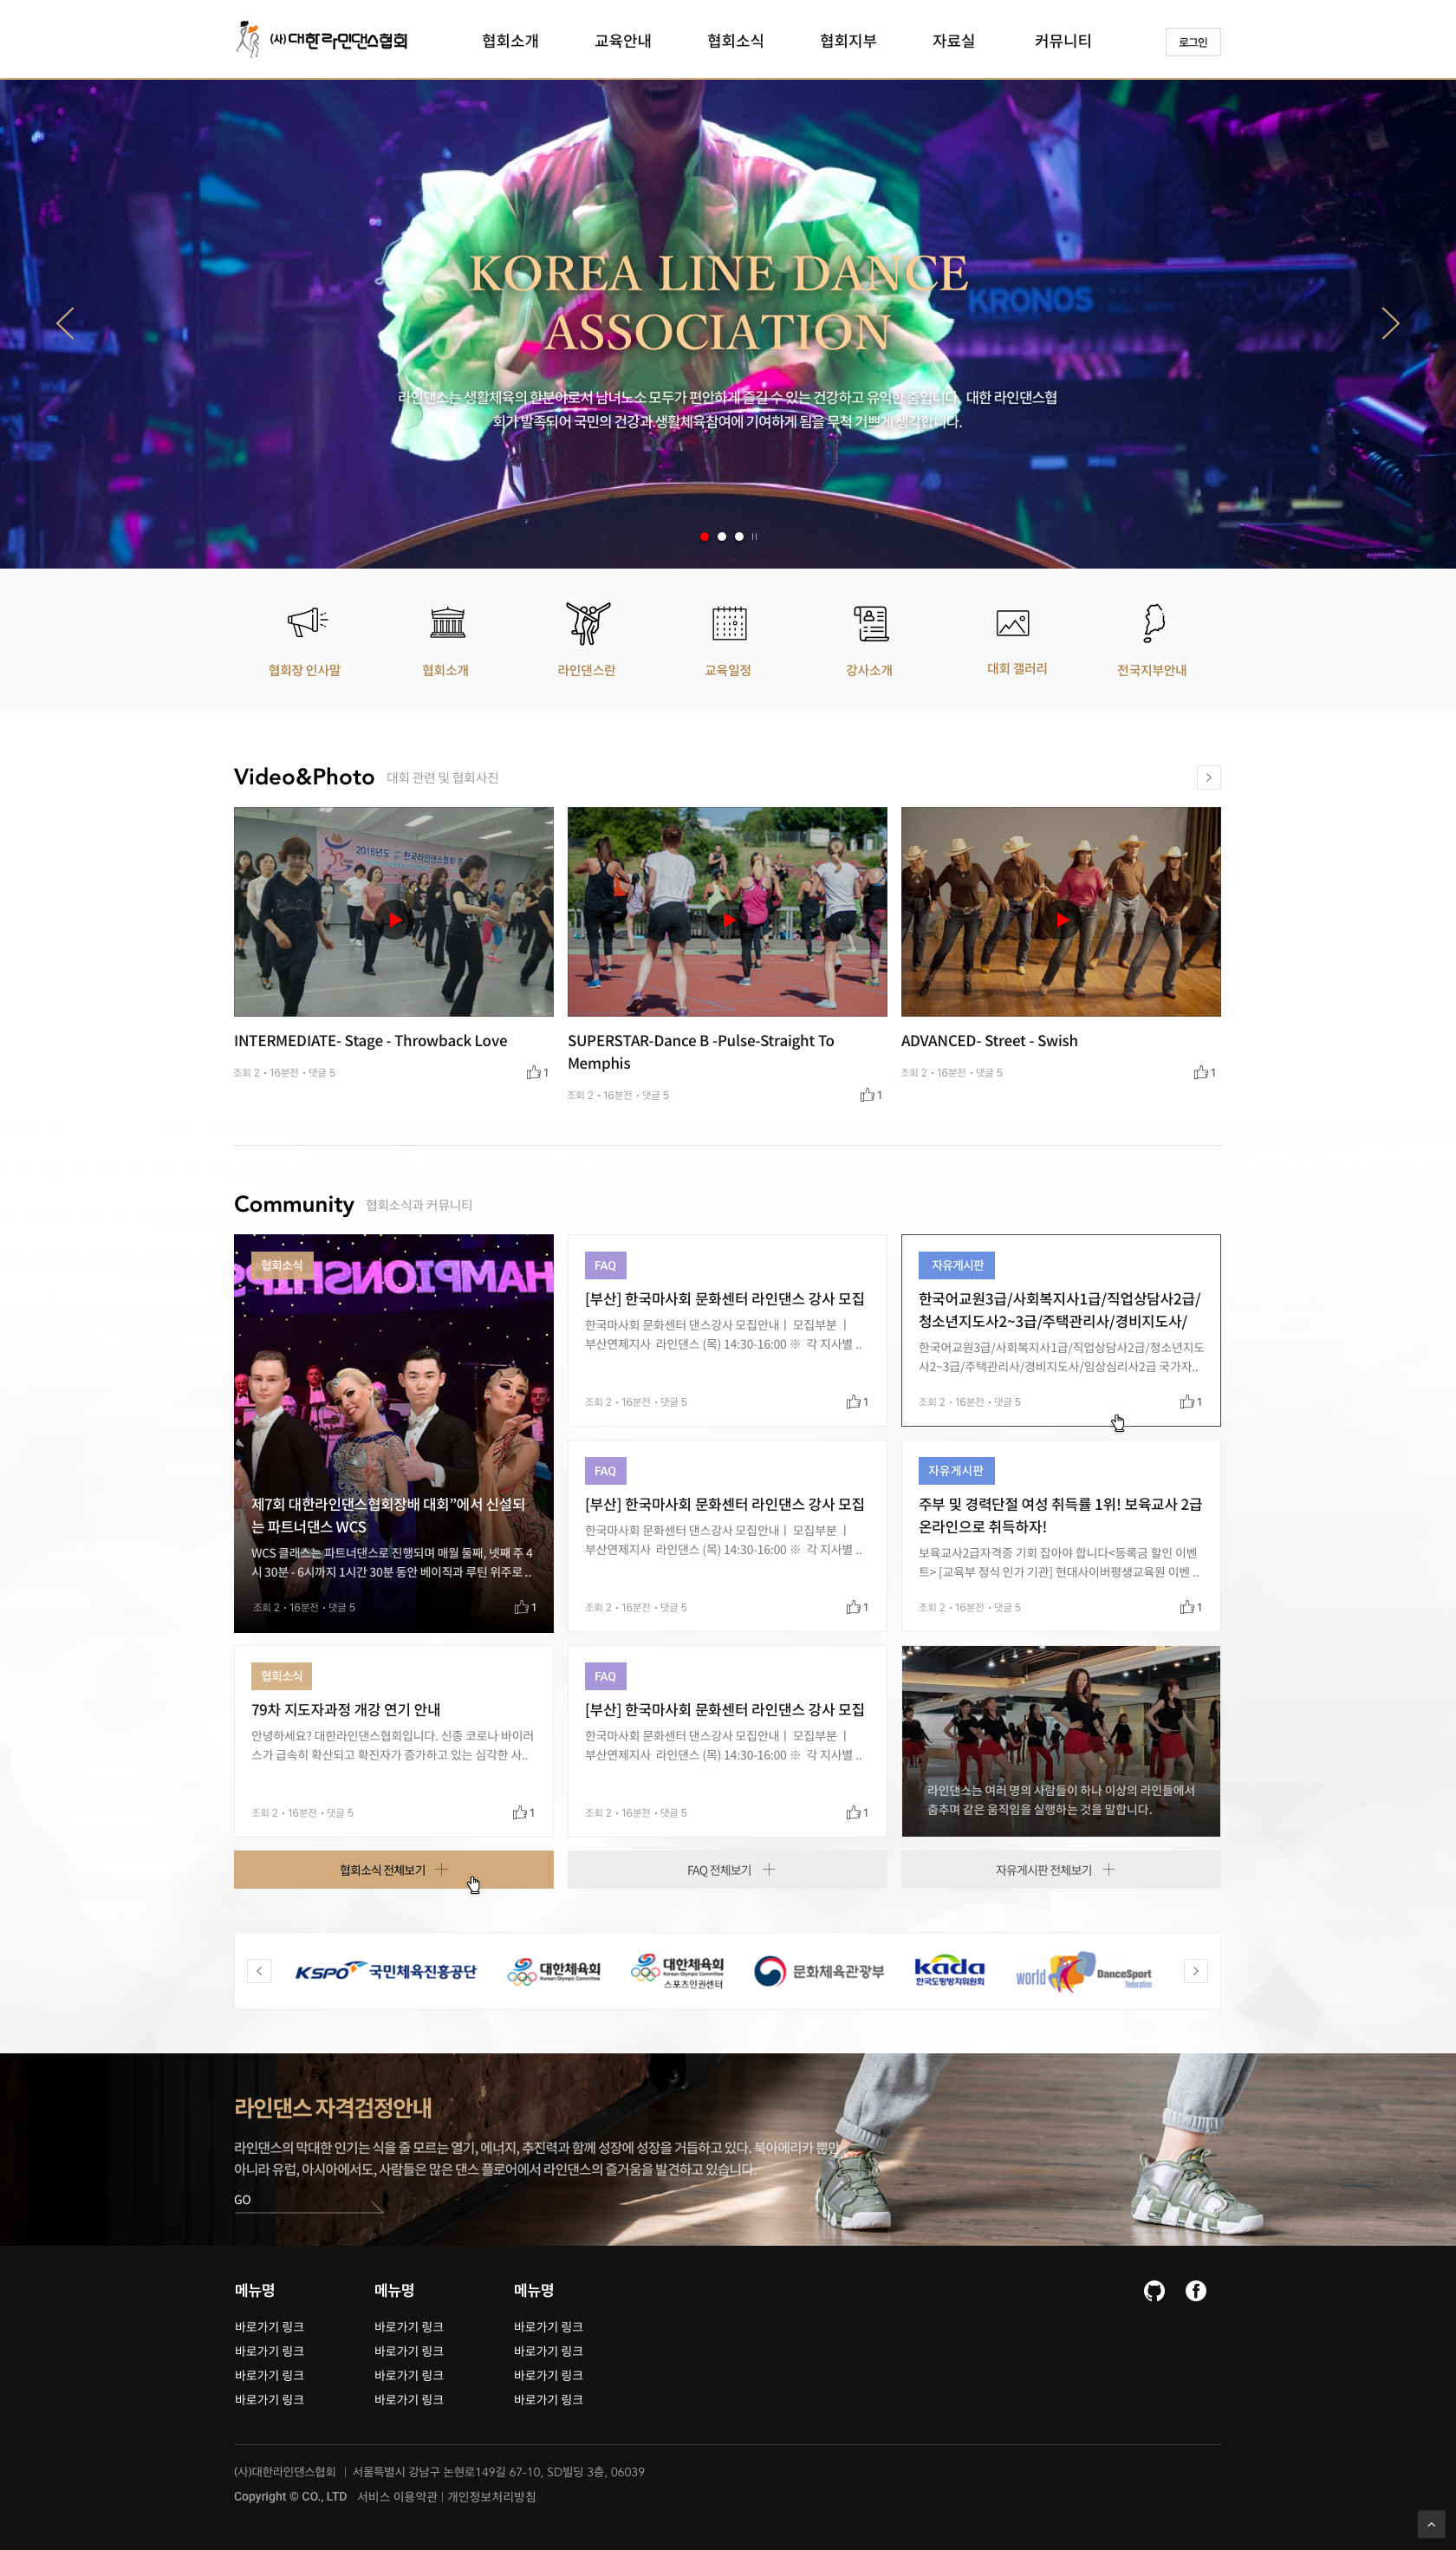 (사)대한라인댄스협회
협회소개 교육안내 협회소식 협회지부 자료실 커뮤니티
로그인
KRONOS
KOREA LINE DANCE
ASSOCIATION
라인댄스는 생활체육의 한분야로서 남녀노소 모두가 편안하게 즐길 수 있는 건강하고 유익한 춤입니다. 대한 라인댄스협
회가 발족되어 국민의 건강과 생활체육참여에 기여하게 됨을 무척 기쁘게 생각합니다.
협회장 인사말 협회소개 라인댄스란 교육일정 강사소개 대회 갤러리 전국지부안내
Video&Photo 대회 관련 및 협회사진
2016년도 한국라인댄스협회
INTERMEDIATE- Stage - Throwback Love
조회 2 • 16분전 • 댓글 5 1
SUPERSTAR-Dance B -Pulse-Straight To
Memphis
조회 2 • 16분전 • 댓글 5 1
ADVANCED- Street - Swish
조회 2 • 16분전 • 댓글 5 1
Community 협회소식과 커뮤니티
협회소식
HAMPIONSHIPS
제7회 대한라인댄스협회장배 대회”에서 신설되
는 파트너댄스 WCS
WCS 클래스는 파트너댄스로 진행되며 매월 둘째, 넷째 주 4
시 30분 - 6시까지 1시간 30분 동안 베이직과 루틴 위주로 ..
조회 2 • 16분전 • 댓글 5 1
FAQ
[부산] 한국마사회 문화센터 라인댄스 강사 모집
한국마사회 문화센터 댄스강사 모집안내ㅣ 모집부분 ㅣ
부산연제지사 라인댄스 (목) 14:30-16:00 ※ 각 지사별 ..
조회 2 • 16분전 • 댓글 5 1
자유게시판
한국어교원3급/사회복지사1급/직업상담사2급/
청소년지도사2~3급/주택관리사/경비지도사/
한국어교원3급/사회복지사1급/직업상담사2급/청소년지도
사2~3급/주택관리사/경비지도사/임상심리사2급 국가자..
조회 2 • 16분전 • 댓글 5 1
FAQ
[부산] 한국마사회 문화센터 라인댄스 강사 모집
한국마사회 문화센터 댄스강사 모집안내ㅣ 모집부분 ㅣ
부산연제지사 라인댄스 (목) 14:30-16:00 ※ 각 지사별 ..
조회 2 • 16분전 • 댓글 5 1
자유게시판
주부 및 경력단절 여성 취득률 1위! 보육교사 2급
온라인으로 취득하자!
보육교사2급자격증 기회 잡아야 합니다<등록금 할인 이벤
트> [교육부 정식 인가 기관] 현대사이버평생교육원 이벤 ..
조회 2 • 16분전 • 댓글 5 1
협회소식
79차 지도자과정 개강 연기 안내
안녕하세요? 대한라인댄스협회입니다. 신종 코로나 바이러
스가 급속히 확산되고 확진자가 증가하고 있는 심각한 사..
조회 2 • 16분전 • 댓글 5 1
FAQ
[부산] 한국마사회 문화센터 라인댄스 강사 모집
한국마사회 문화센터 댄스강사 모집안내ㅣ 모집부분 ㅣ
부산연제지사 라인댄스 (목) 14:30-16:00 ※ 각 지사별 ..
조회 2 • 16분전 • 댓글 5 1
라인댄스는 여러 명의 사람들이 하나 이상의 라인들에서
춤추며 같은 움직임을 실행하는 것을 말합니다.
협회소식 전체보기 FAQ 전체보기 자유게시판 전체보기
KSPO 국민체육진흥공단
대한체육회
Korean Olympic Committee
대한체육회
Korean Olympic Committee
스포츠인권센터
문화체육관광부
kada
한국도핑방지위원회
world DanceSport
federation
라인댄스 자격검정안내
라인댄스의 막대한 인기는 식을 줄 모르는 열기, 에너지, 추진력과 함께 성장에 성장을 거듭하고 있다. 북아메리카 뿐만
아니라 유럽, 아시아에서도, 사람들은 많은 댄스 플로어에서 라인댄스의 즐거움을 발견하고 있습니다.
GO
메뉴명 메뉴명 메뉴명
바로가기 링크 바로가기 링크 바로가기 링크
바로가기 링크 바로가기 링크 바로가기 링크
바로가기 링크 바로가기 링크 바로가기 링크
바로가기 링크 바로가기 링크 바로가기 링크
(사)대한라인댄스협회 | 서울특별시 강남구 논현로149길 67-10, SD빌딩 3층, 06039
Copyright © CO., LTD 서비스 이용약관 | 개인정보처리방침